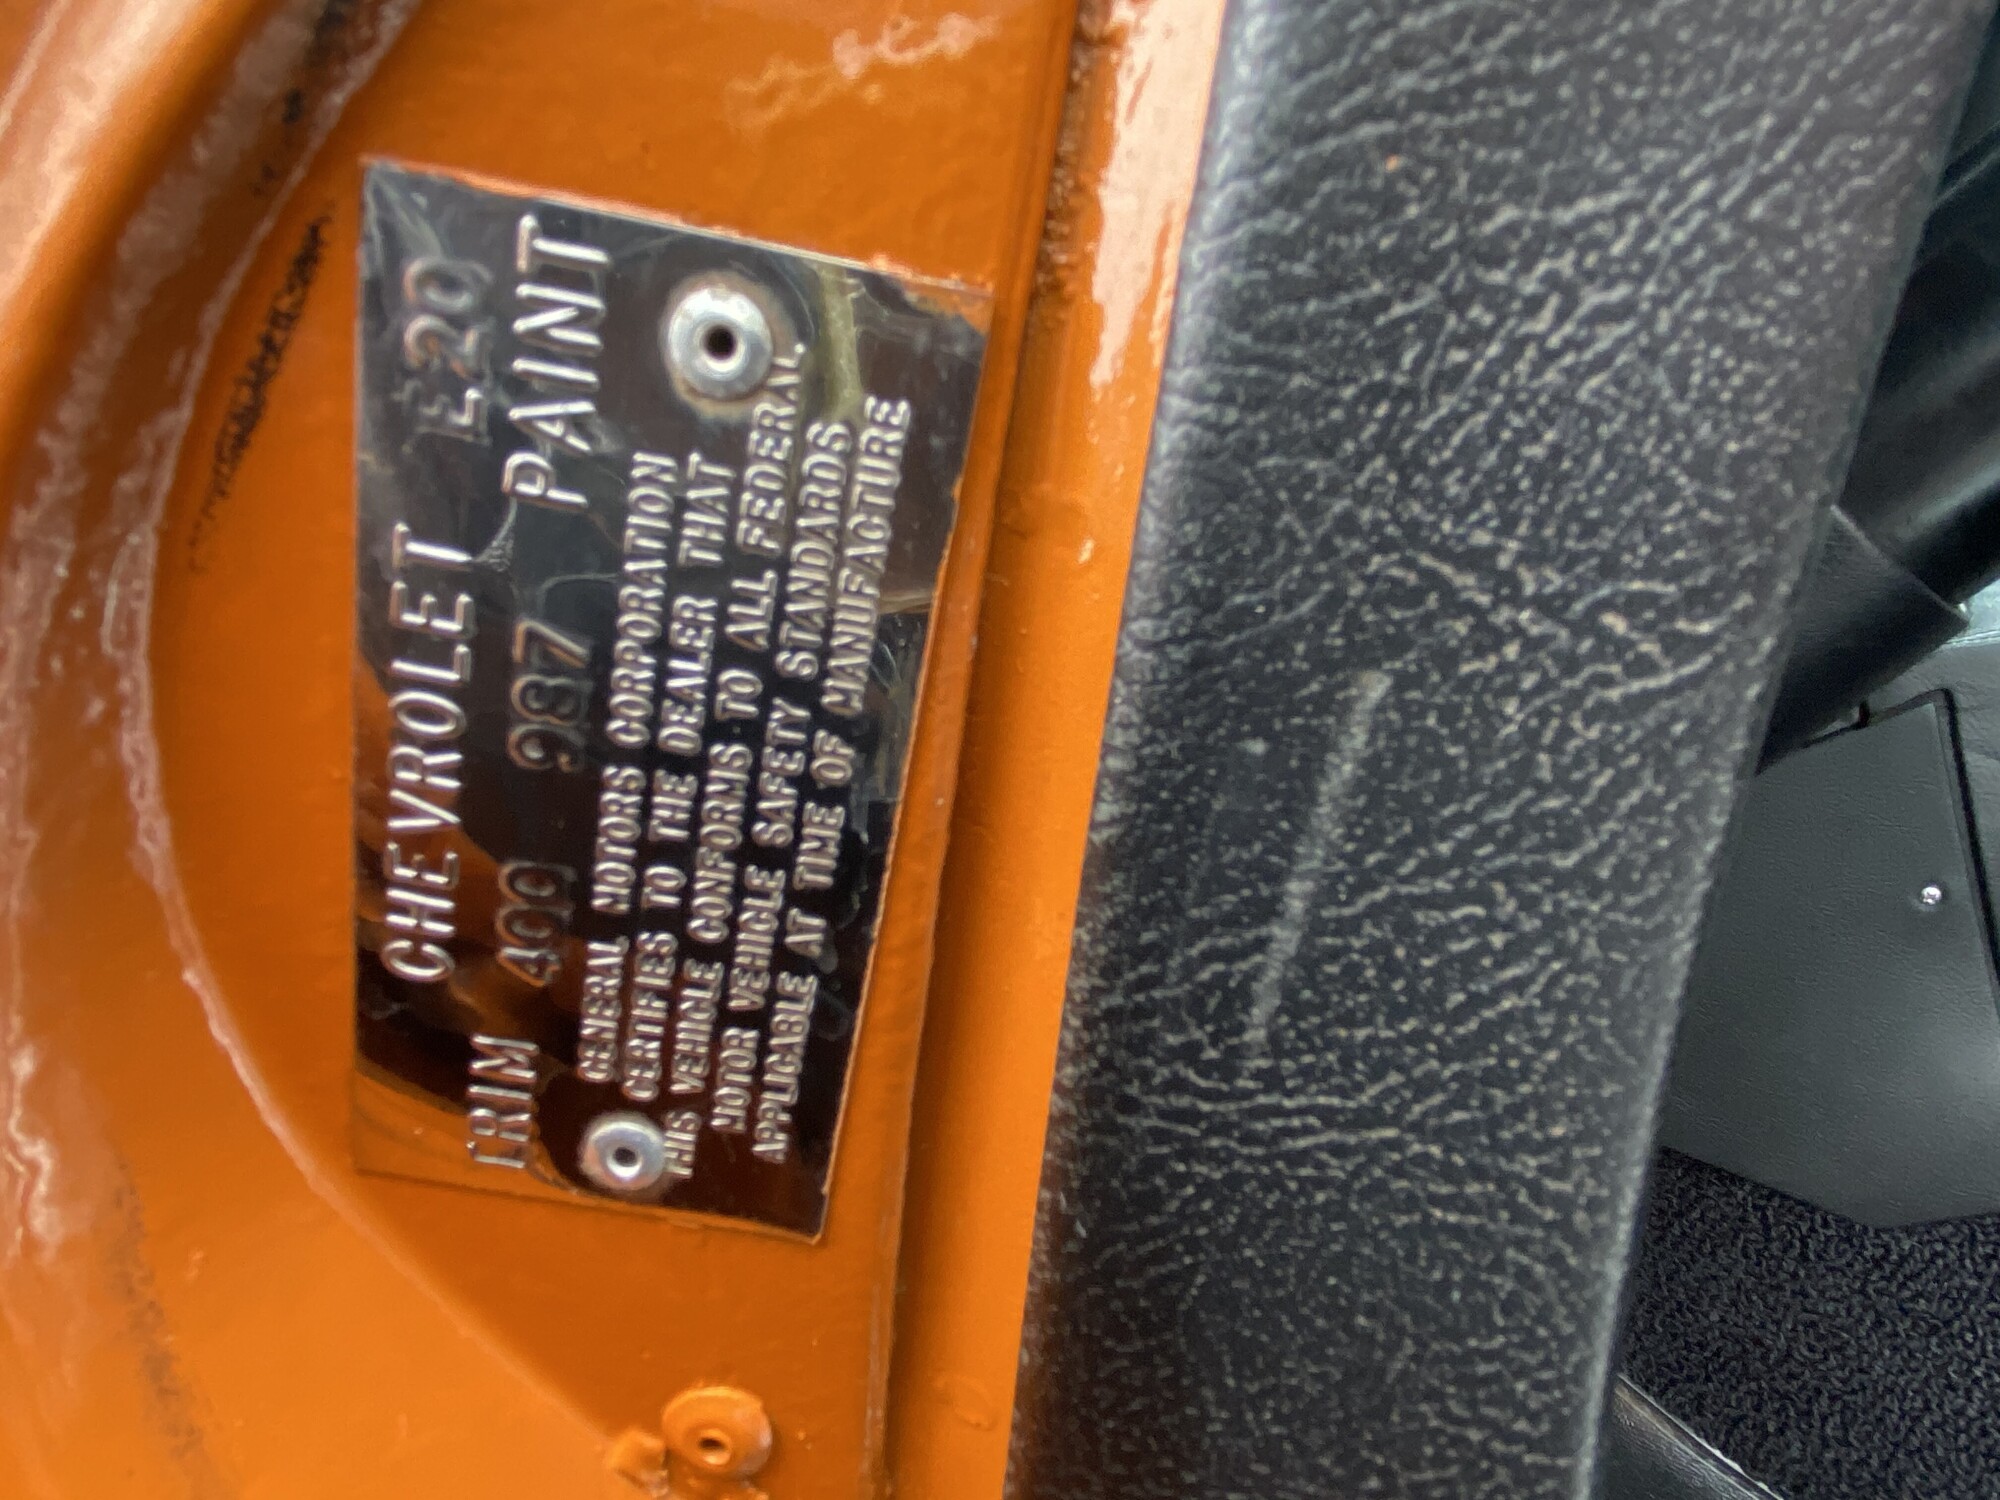 CHEVROLET E20
TRIM 400 987 PAINT
GENERAL MOTORS CORPORATION
CERTIFIES TO THE DEALER THAT
THIS VEHICLE CONFORMS TO ALL FEDERAL
MOTOR VEHICLE SAFETY STANDARDS
APPLICABLE AT TIME OF MANUFACTURE